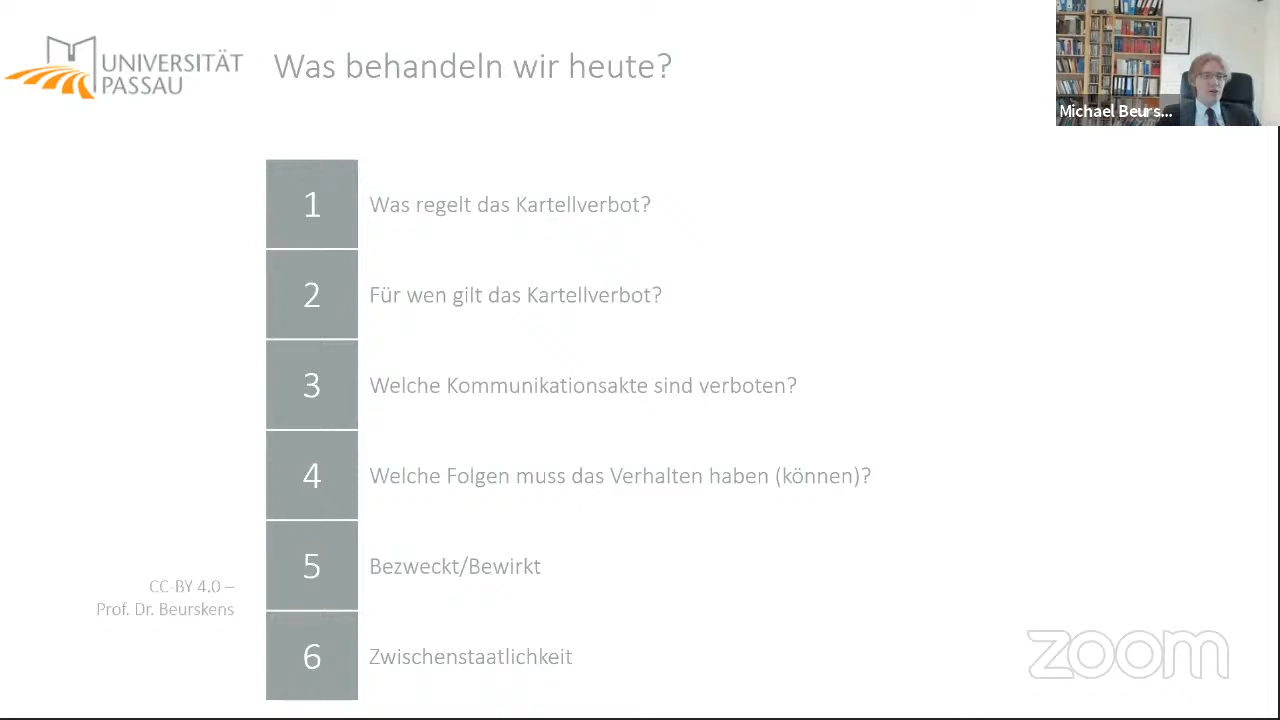 UNIVERSITÄT
PASSAU
Was behandeln wir heute?
Michael Beurs...
1
Was regelt das Kartellverbot?
2
Für wen gilt das Kartellverbot?
3
Welche Kommunikationsakte sind verboten?
4
Welche Folgen muss das Verhalten haben (können)?
5
Bezweckt/Bewirkt
6
Zwischenstaatlichkeit
CC-BY 4.0 –
Prof. Dr. Beurskens
zoom